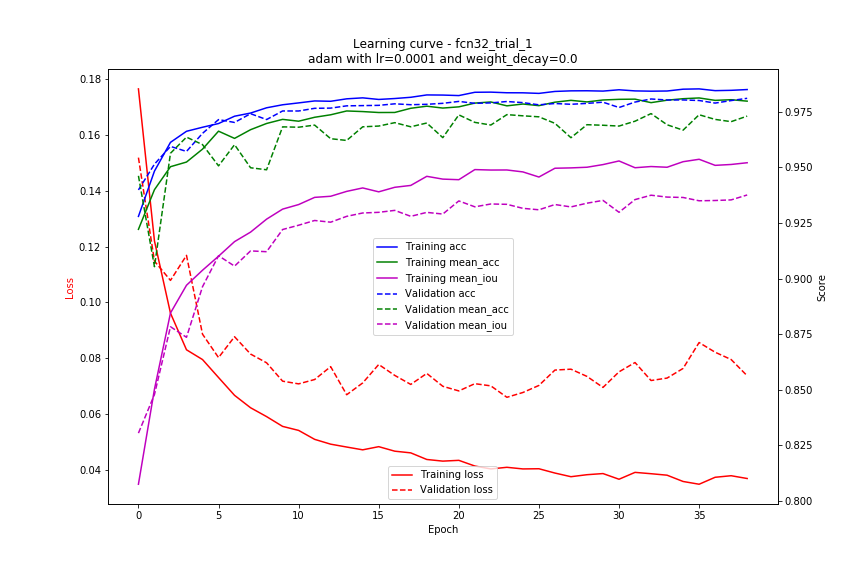 Learning curve - fcn32_trial_1
adam with lr=0.0001 and weight_decay=0.0
0.18
0.16
0.14
0.12
0.10
0.08
0.06
0.04
Loss
0.975
0.950
0.925
0.900
0.875
0.850
0.825
0.800
Score
Training acc
Training mean_acc
Training mean_iou
Validation acc
Validation mean_acc
Validation mean_iou
Training loss
Validation loss
0 5 10 15 20 25 30 35
Epoch